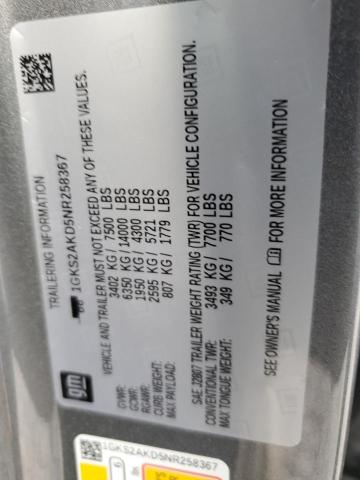 gm
TRAILERING INFORMATION
1GKS2AKD5NR258367
VEHICLE AND TRAILER MUST NOT EXCEED ANY OF THESE VALUES.
GVWR: 3402 KG / 7500 LBS
GCWR: 6350 KG / 14000 LBS
RGAWR: 1950 KG / 4300 LBS
CURB WEIGHT: 2595 KG / 5721 LBS
MAX PAYLOAD: 807 KG / 1779 LBS
SAE J2807 TRAILER WEIGHT RATING (TWR) FOR VEHICLE CONFIGURATION.
CONVENTIONAL TWR: 3493 KG / 7700 LBS
MAX TONGUE WEIGHT: 349 KG / 770 LBS
SEE OWNER'S MANUAL FOR MORE INFORMATION
1GKS2AKD5NR258367